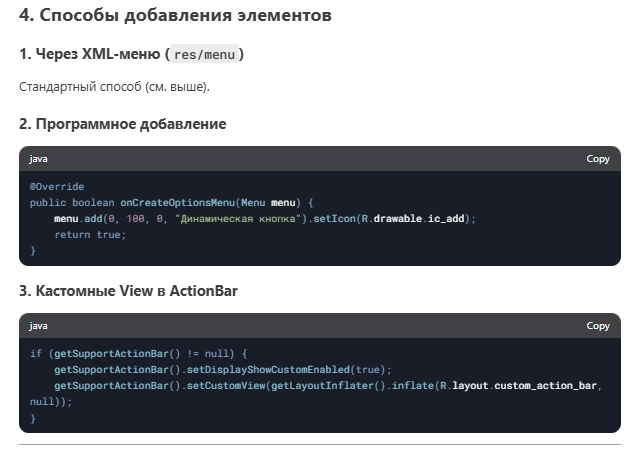 4. Способы добавления элементов
1. Через XML-меню (res/menu)
Стандартный способ (см. выше).
2. Программное добавление
java Copy
@Override
public boolean onCreateOptionsMenu(Menu menu) {
    menu.add(0, 100, 0, "Динамическая кнопка").setIcon(R.drawable.ic_add);
    return true;
}
3. Кастомные View в ActionBar
java Copy
if (getSupportActionBar() != null) {
    getSupportActionBar().setDisplayShowCustomEnabled(true);
    getSupportActionBar().setCustomView(getLayoutInflater().inflate(R.layout.custom_action_bar,
null));
}